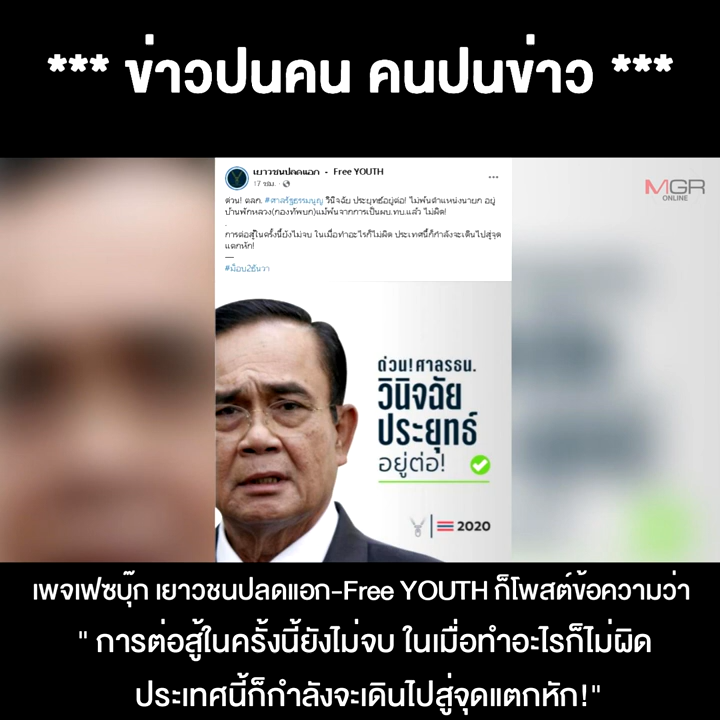 *** ข่าวปนคน คนปนข่าว ***
เยาวชนปลดแอก - Free YOUTH
17 ชม.
ด่วน! ตลก. #ศาลรัฐธรรมนูญ วินิจฉัย ประยุทธ์อยู่ต่อ! ไม่พ้นตำแหน่งนายก อยู่
บ้านพักหลวง(กองทัพบก)แม้พ้นจากการเป็นผบ.ทบ.แล้ว ไม่ผิด!
.
การต่อสู้ในครั้งนี้ยังไม่จบ ในเมื่อทำอะไรก็ไม่ผิด ประเทศนี้ก็กำลังจะเดินไปสู่จุด
แตกหัก!
—
#ม็อบ2ธันวา
MGR
ONLINE
ด่วน! ศาลรธน.
วินิจฉัย
ประยุทธ์
อยู่ต่อ!
2020
เพจเฟซบุ๊ก เยาวชนปลดแอก-Free YOUTH ก็โพสต์ข้อความว่า
" การต่อสู้ในครั้งนี้ยังไม่จบ ในเมื่อทำอะไรก็ไม่ผิด
ประเทศนี้ก็กำลังจะเดินไปสู่จุดแตกหัก!"